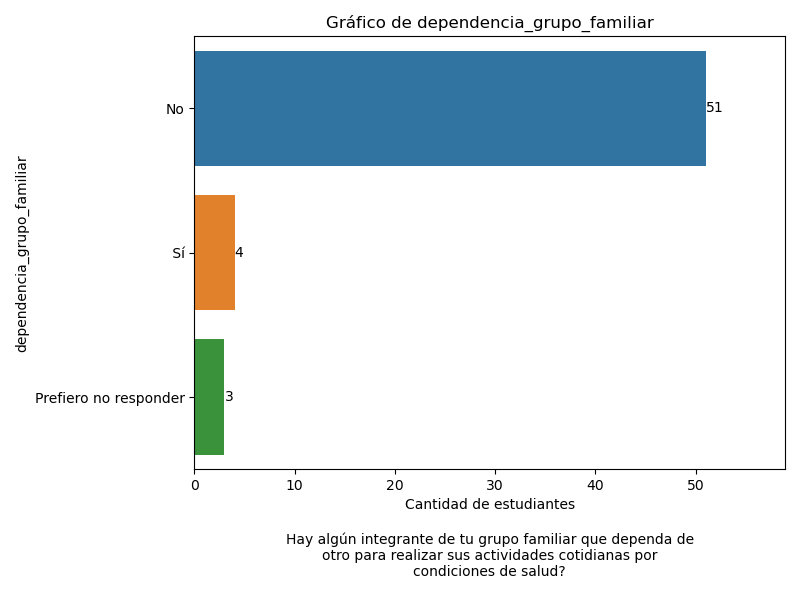 Gráfico de dependencia_grupo_familiar
dependencia_grupo_familiar
No
51
Sí
4
Prefiero no responder
3
0 10 20 30 40 50
Cantidad de estudiantes
Hay algún integrante de tu grupo familiar que dependa de
otro para realizar sus actividades cotidianas por
condiciones de salud?